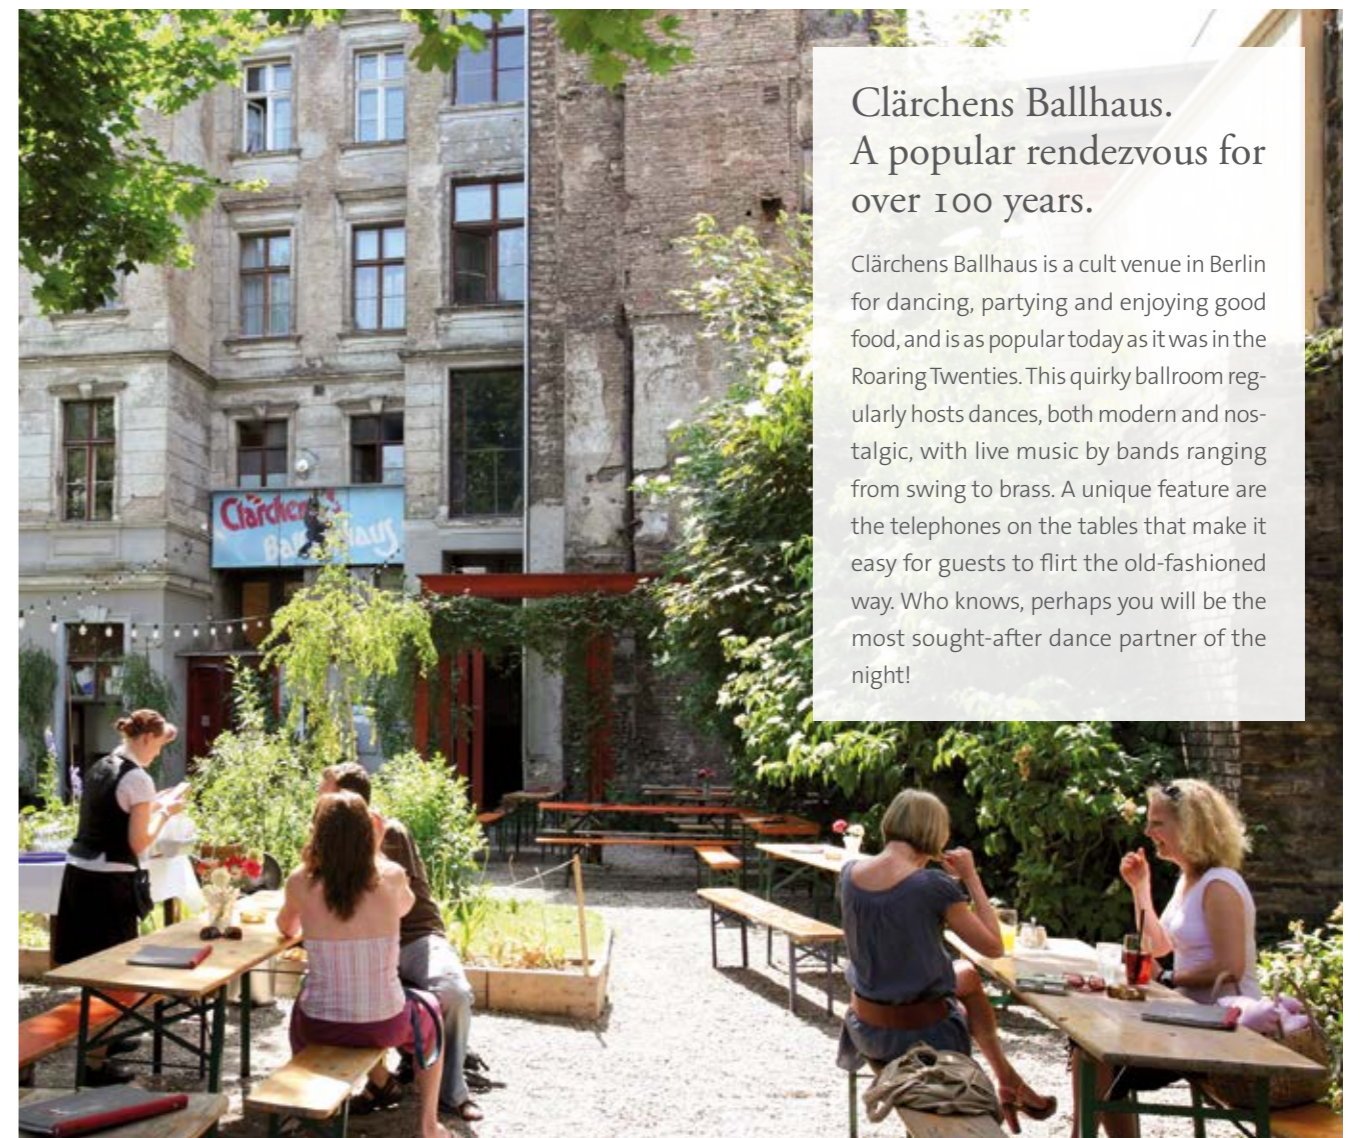 Clärchens Ballhaus.
A popular rendezvous for
over 100 years.
Clärchens Ballhaus is a cult venue in Berlin
for dancing, partying and enjoying good
food, and is as popular today as it was in the
Roaring Twenties. This quirky ballroom reg-
ularly hosts dances, both modern and nos-
talgic, with live music by bands ranging
from swing to brass. A unique feature are
the telephones on the tables that make it
easy for guests to flirt the old-fashioned
way. Who knows, perhaps you will be the
most sought-after dance partner of the
night!